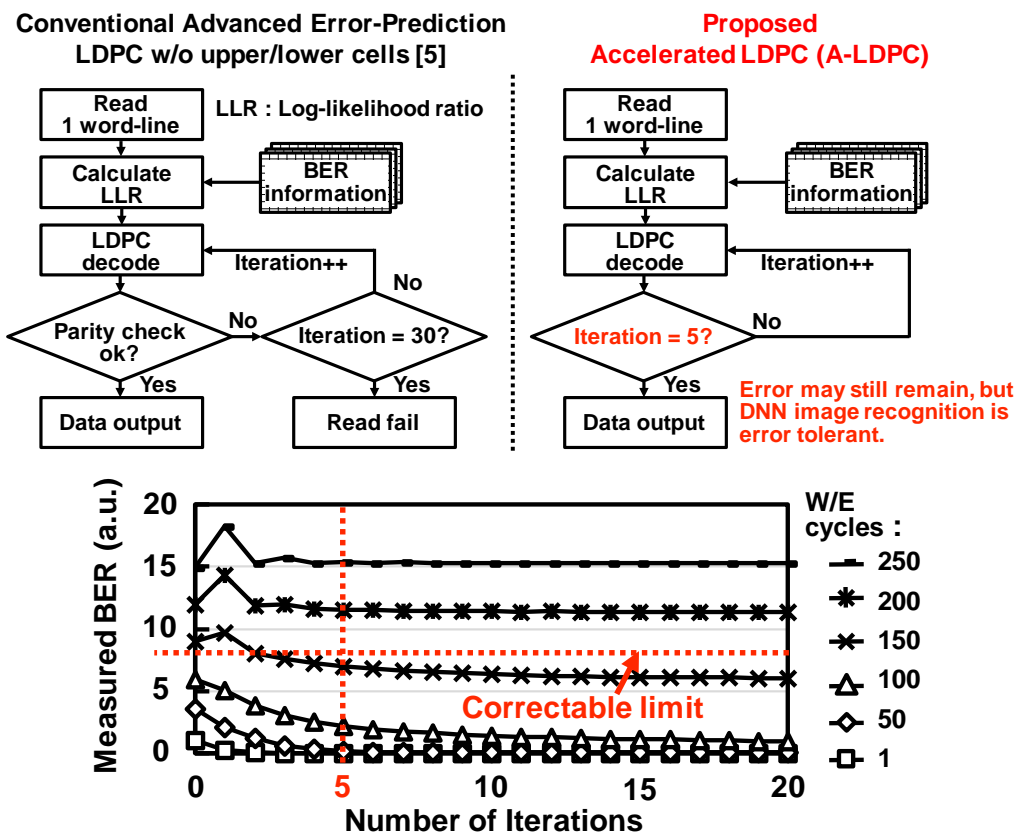 Conventional Advanced Error-Prediction
LDPC w/o upper/lower cells [5]
Read
1 word-line
LLR : Log-likelihood ratio
Calculate
LLR
BER
information
LDPC
decode
Iteration++
No
Parity check
ok?
No
Iteration = 30?
Yes
Yes
Data output
Read fail
Proposed
Accelerated LDPC (A-LDPC)
Read
1 word-line
Calculate
LLR
BER
information
LDPC
decode
Iteration++
Iteration = 5?
No
Yes
Data output
Error may still remain, but
DNN image recognition is
error tolerant.
Measured BER (a.u.)
20
15
10
5
0
Correctable limit
0
5
10
15
20
Number of Iterations
W/E
cycles :
250
200
150
100
50
1